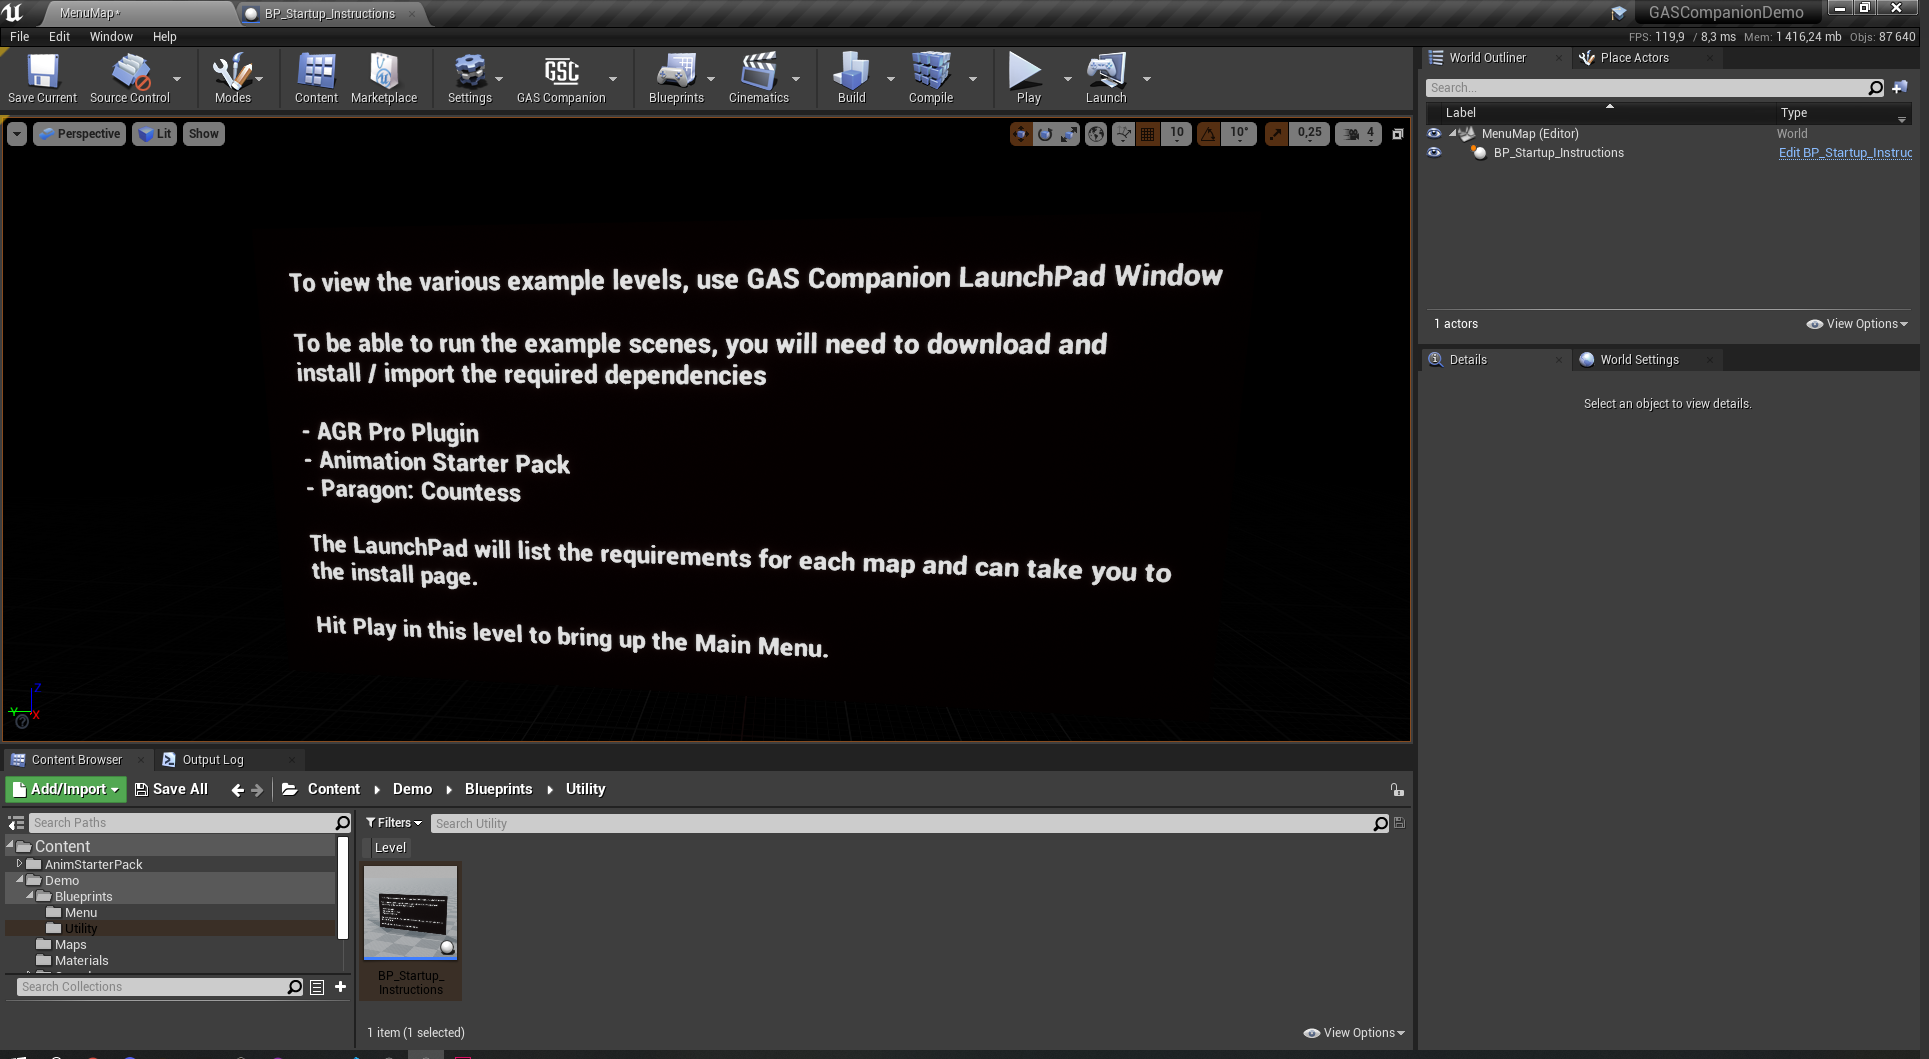 MenuMap*
BP_Startup_Instructions
GASCompanionDemo
File Edit Window Help
FPS: 119,9 / 8,3 ms Mem: 1 416,24 mb Objs: 87 640
Save Current
Source Control
Modes
Content
Marketplace
Settings
GSC
GAS Companion
Blueprints
Cinematics
Build
Compile
Play
Launch
Perspective
Lit
Show
10
10°
0,25
4
To view the various example levels, use GAS Companion LaunchPad Window
To be able to run the example scenes, you will need to download and
install / import the required dependencies
- AGR Pro Plugin
- Animation Starter Pack
- Paragon: Countess
The LaunchPad will list the requirements for each map and can take you to
the install page.
Hit Play in this level to bring up the Main Menu.
Z
Y
X
World Outliner
Place Actors
Search...
Label
Type
MenuMap (Editor)
World
BP_Startup_Instructions
Edit BP_Startup_Instruc
1 actors
View Options
Details
World Settings
Select an object to view details.
Content Browser
Output Log
Add/Import
Save All
Content
Demo
Blueprints
Utility
Search Paths
Content
AnimStarterPack
Demo
Blueprints
Menu
Utility
Maps
Materials
Search Collections
Filters
Search Utility
Level
BP_Startup_
Instructions
1 item (1 selected)
View Options